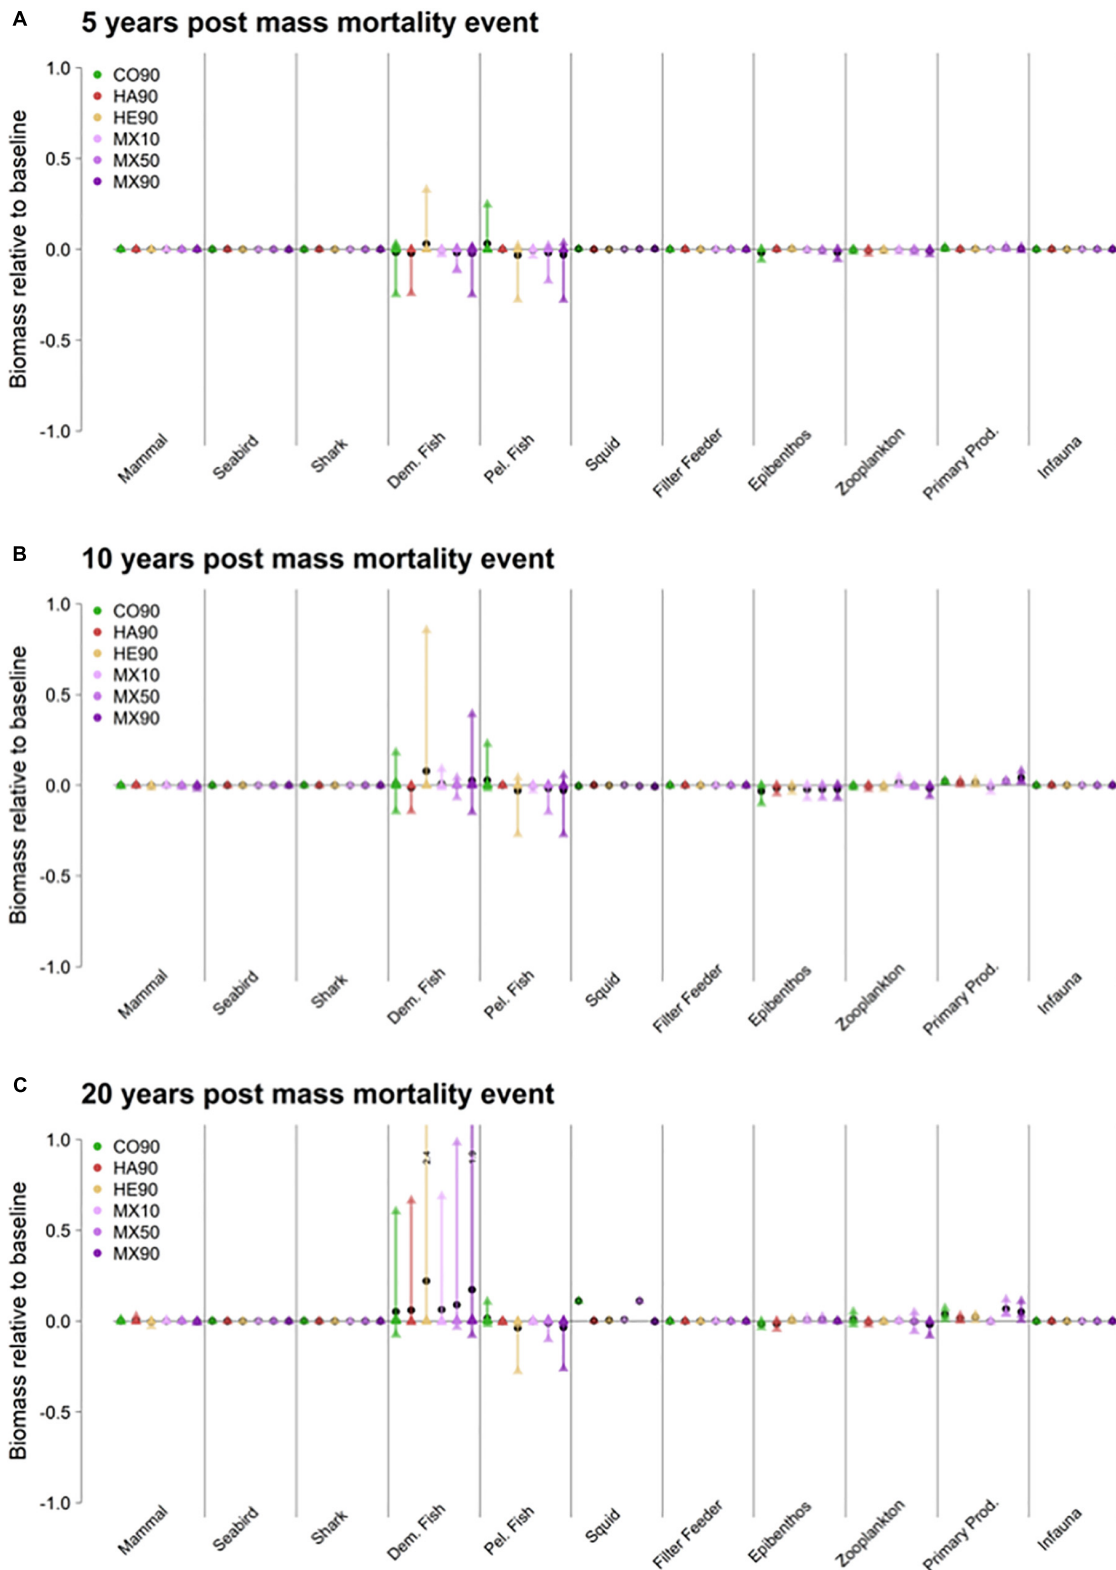 A
5 years post mass mortality event
Biomass relative to baseline
1.0
0.5
0.0
-0.5
-1.0
CO90
HA90
HE90
MX10
MX50
MX90
Mammal
Seabird
Shark
Dem. Fish
Pel. Fish
Squid
Filter Feeder
Epibenthos
Zooplankton
Primary Prod.
Infauna
B
10 years post mass mortality event
Biomass relative to baseline
1.0
0.5
0.0
-0.5
-1.0
CO90
HA90
HE90
MX10
MX50
MX90
Mammal
Seabird
Shark
Dem. Fish
Pel. Fish
Squid
Filter Feeder
Epibenthos
Zooplankton
Primary Prod.
Infauna
C
20 years post mass mortality event
Biomass relative to baseline
1.0
0.5
0.0
-0.5
-1.0
CO90
HA90
HE90
MX10
MX50
MX90
2.4
Mammal
Seabird
Shark
Dem. Fish
Pel. Fish
Squid
Filter Feeder
Epibenthos
Zooplankton
Primary Prod.
Infauna